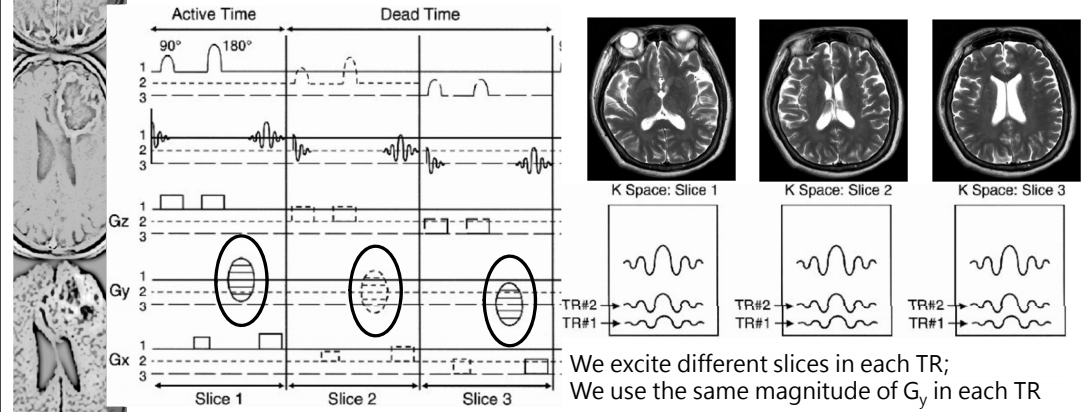 Active Time
Dead Time
90°
180°
1
2
3
1
2
3
Gz
1
2
3
Gy
1
2
3
Gx
1
2
3
Slice 1
Slice 2
Slice 3
K Space: Slice 1
K Space: Slice 2
K Space: Slice 3
TR#2
TR#1
TR#2
TR#1
TR#2
TR#1
We excite different slices in each TR;
We use the same magnitude of Gy in each TR